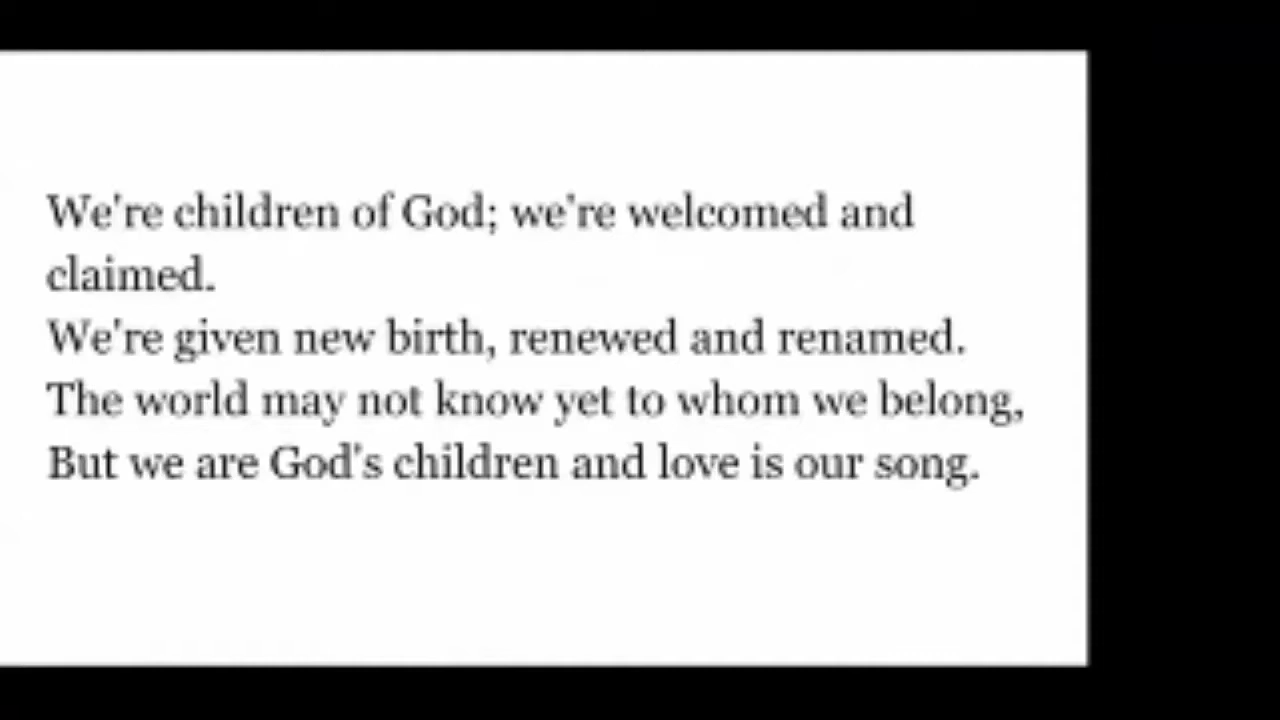 We're children of God; we're welcomed and
claimed.
We're given new birth, renewed and renamed.
The world may not know yet to whom we belong,
But we are God's children and love is our song.